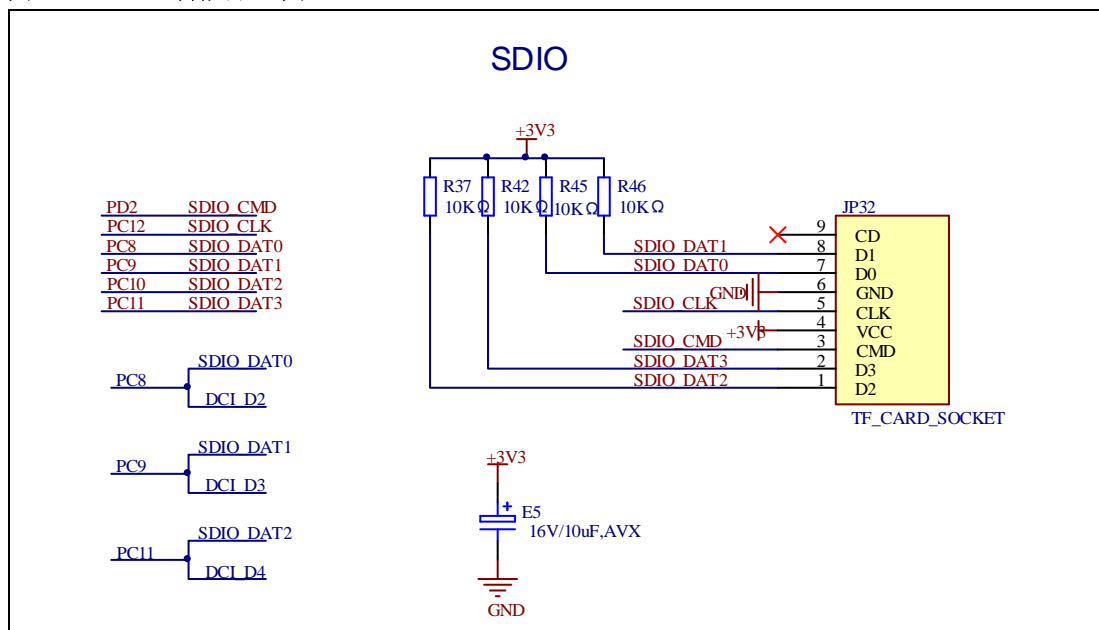 SDIO
+3V3
R37
10KΩ
R42
10KΩ
R45
10KΩ
R46
10KΩ
PD2 SDIO_CMD
PC12 SDIO_CLK
PC8 SDIO_DAT0
PC9 SDIO_DAT1
PC10 SDIO_DAT2
PC11 SDIO_DAT3
JP32
9 CD
SDIO_DAT1 8 D1
SDIO_DAT0 7 D0
GND 6 GND
SDIO_CLK 5 CLK
+3V3 4 VCC
SDIO_CMD 3 CMD
SDIO_DAT3 2 D3
SDIO_DAT2 1 D2
TF_CARD_SOCKET
SDIO_DAT0
PC8
DCI_D2
SDIO_DAT1
PC9
DCI_D3
SDIO_DAT2
PC11
DCI_D4
+3V3
+
E5
16V/10uF,AVX
GND